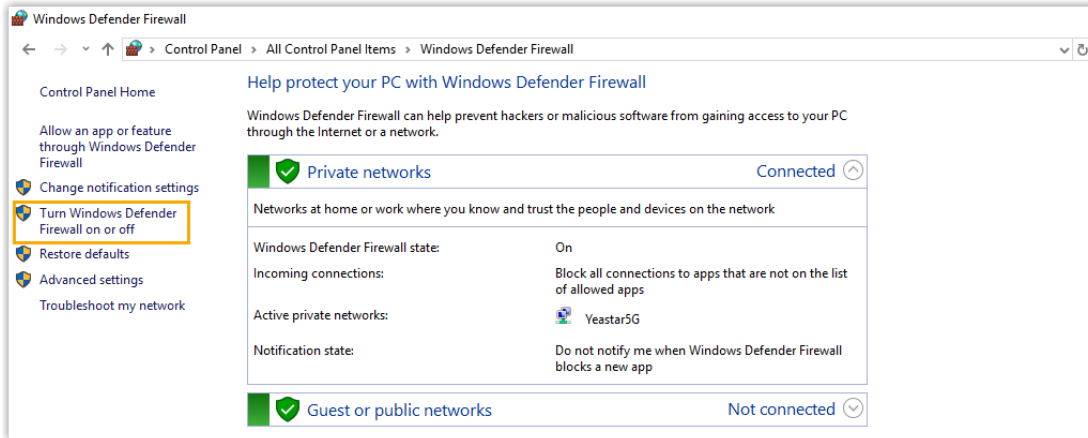 Windows Defender Firewall
Control Panel > All Control Panel Items > Windows Defender Firewall
Control Panel Home
Allow an app or feature
through Windows Defender
Firewall
Change notification settings
Turn Windows Defender
Firewall on or off
Restore defaults
Advanced settings
Troubleshoot my network
Help protect your PC with Windows Defender Firewall
Windows Defender Firewall can help prevent hackers or malicious software from gaining access to your PC
through the Internet or a network.
Private networks Connected
Networks at home or work where you know and trust the people and devices on the network
Windows Defender Firewall state: On
Incoming connections: Block all connections to apps that are not on the list
of allowed apps
Active private networks: Yeastar5G
Notification state: Do not notify me when Windows Defender Firewall
blocks a new app
Guest or public networks Not connected